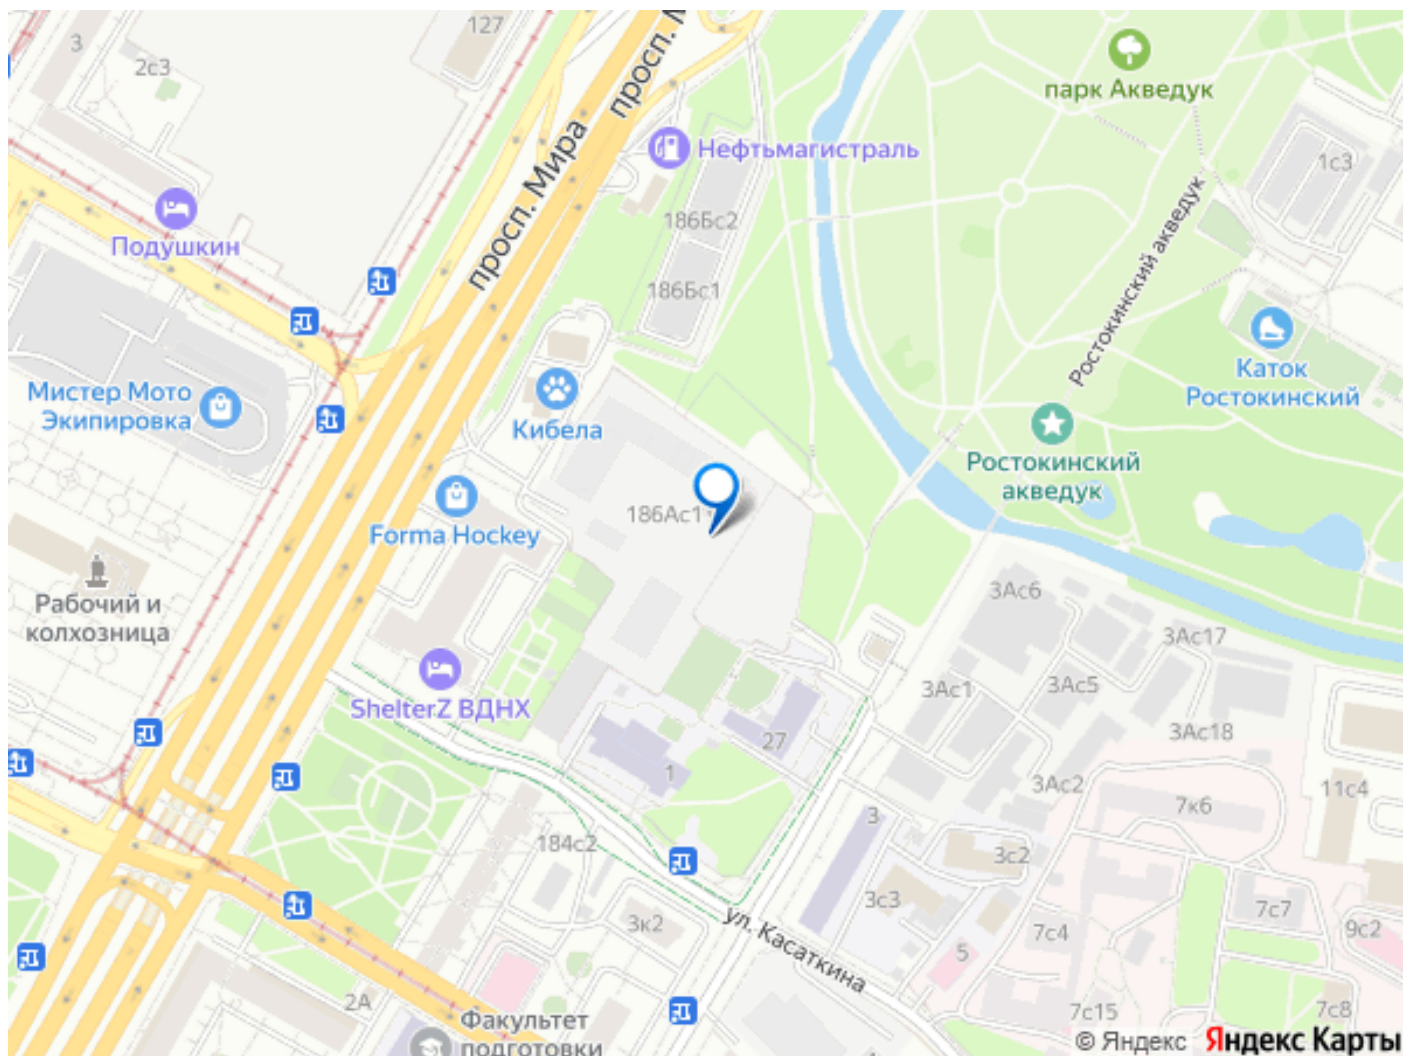 3
2с3
127
просп. Мира
просп. М
парк Акведук
Нефтьмагистраль
1с3
186Бс2
Подушкин
186Бс1
Ростокинский акведук
Мистер Мото
Экипировка
Кибела
Каток
Ростокинский
Ростокинский
акведук
186Ас1
Forma Hockey
Рабочий и
колхозница
3Ас6
3Ас17
3Ас1
3Ас5
ShelterZ ВДНХ
27
3Ас18
1
3Ас2
7к6
11с4
184с2
3
3с2
3с3
3к2
ул. Касаткина
7с7
7с4
9с2
5
2А
7с15
7с8
Факультет
подготовки
© Яндекс Яндекс Карты